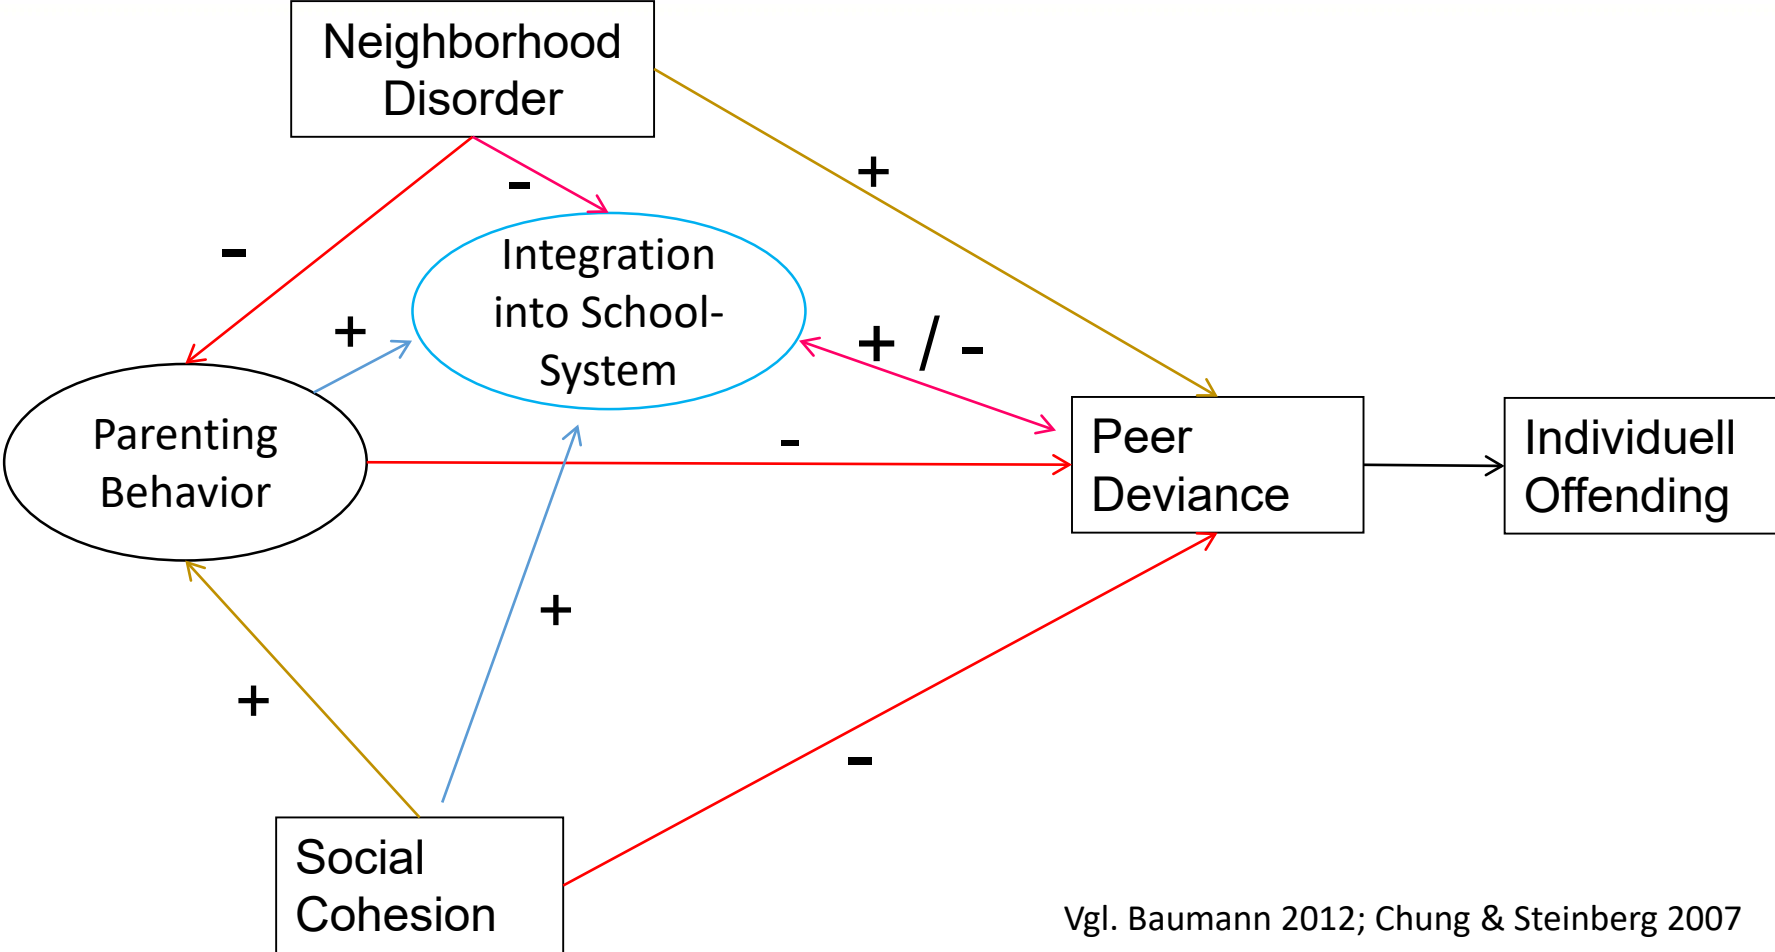 Neighborhood
Disorder
+
-
-
Integration
into School-
System
+
+ / -
Parenting
Behavior
-
Peer
Deviance
Individuell
Offending
+
+
-
Social
Cohesion
Vgl. Baumann 2012; Chung & Steinberg 2007